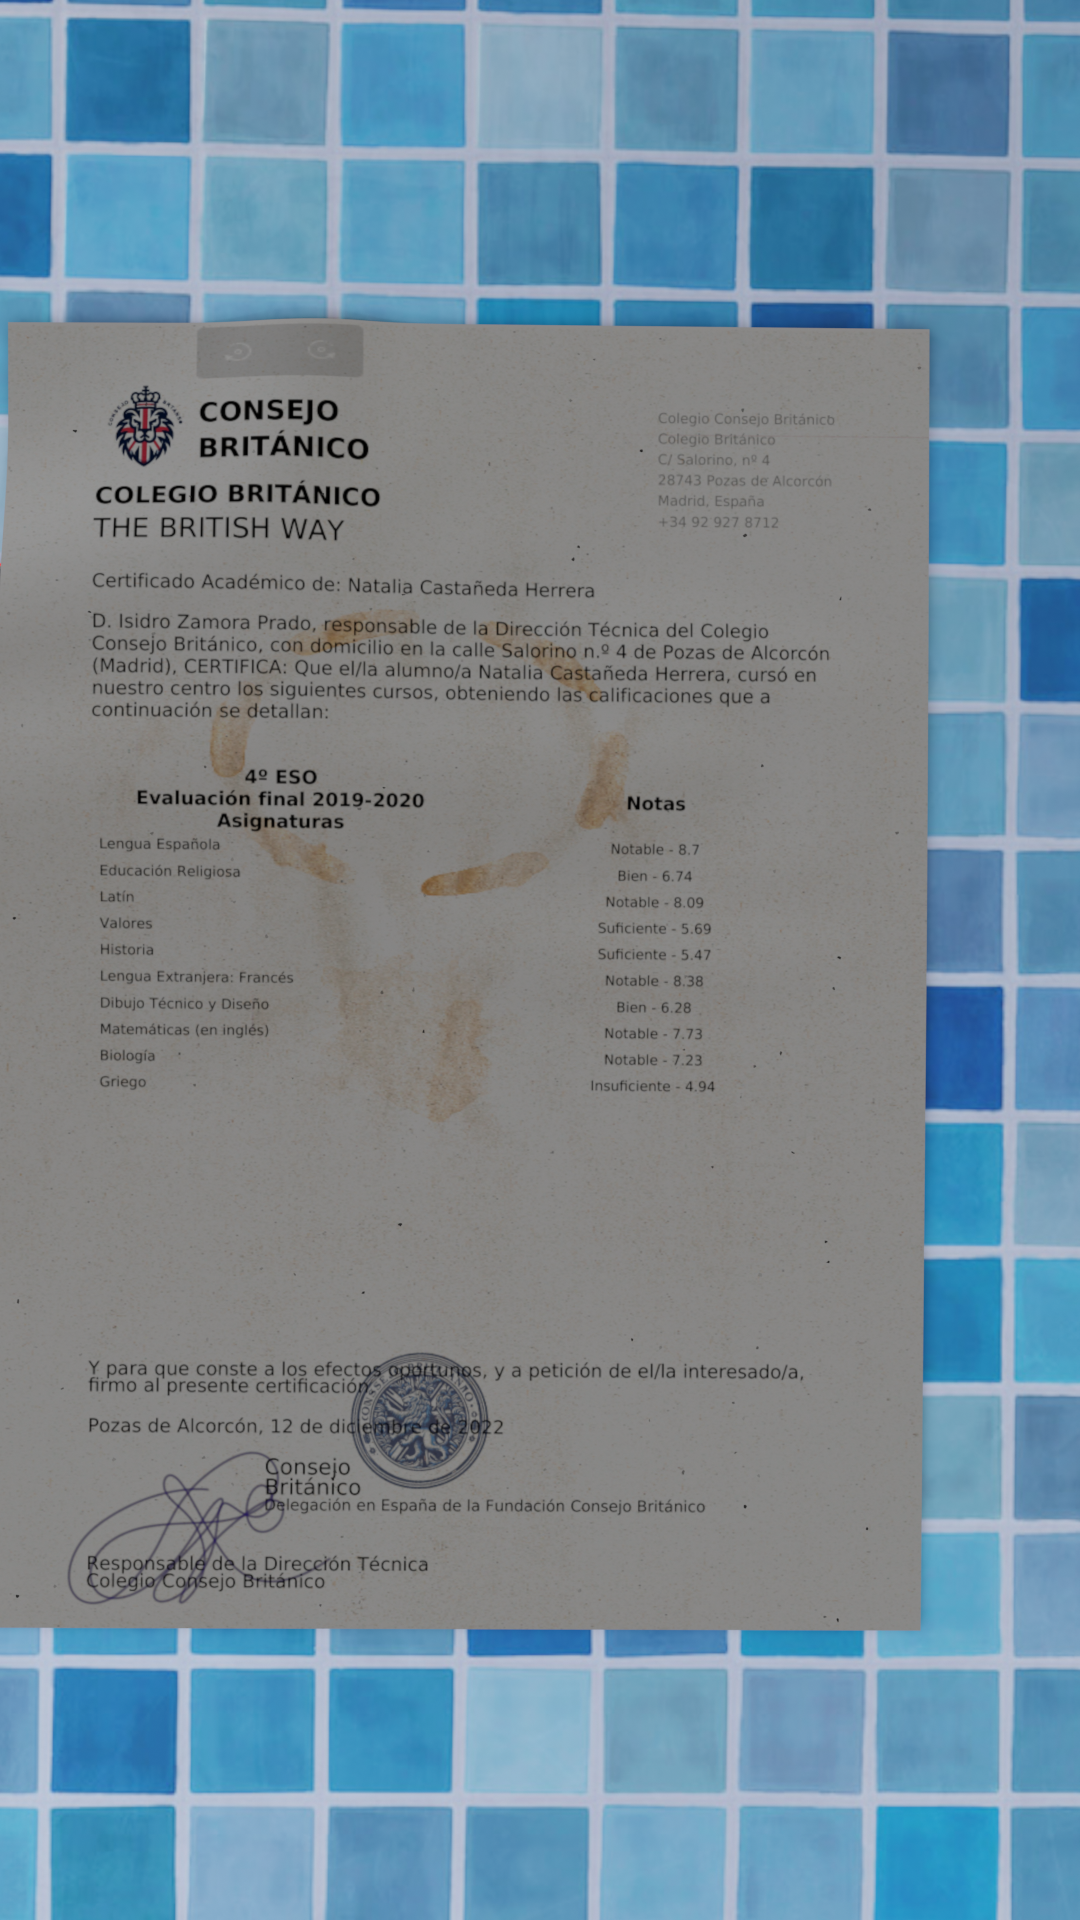 CONSEJO
BRITÁNICO
COLEGIO BRITÁNICO
THE BRITISH WAY
Colegio Consejo Británico
Colegio Británico
C/ Salorino, nº 4
28743 Pozas de Alcorcón
Madrid, España
+34 92 927 8712
Certificado Académico de: Natalia Castañeda Herrera
D. Isidro Zamora Prado, responsable de la Dirección Técnica del Colegio
Consejo Británico, con domicilio en la calle Salorino n.º 4 de Pozas de Alcorcón
(Madrid), CERTIFICA: Que el/la alumno/a Natalia Castañeda Herrera, cursó en
nuestro centro los siguientes cursos, obteniendo las calificaciones que a
continuación se detallan:
4º ESO
Evaluación final 2019-2020
Asignaturas
Notas
Lengua Española Notable - 8.7
Educación Religiosa Bien - 6.74
Latín Notable - 8.09
Valores Suficiente - 5.69
Historia Suficiente - 5.47
Lengua Extranjera: Francés Notable - 8.38
Dibujo Técnico y Diseño Bien - 6.28
Matemáticas (en inglés) Notable - 7.73
Biología Notable - 7.23
Griego Insuficiente - 4.94
Y para que conste a los efectos oportunos, y a petición de el/la interesado/a,
firmo al presente certificación
Pozas de Alcorcón, 12 de diciembre de 2022
Consejo
Británico
Delegación en España de la Fundación Consejo Británico
Responsable de la Dirección Técnica
Colegio Consejo Británico